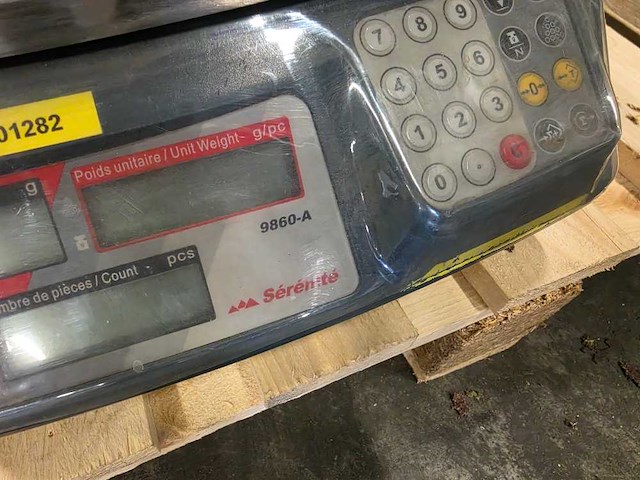 01282
g
Poids unitaire / Unit Weight g/pc
9860-A
mbre de pièces / Count pcs
Sérénité
7 8 9
4 5 6
1 2 3
0 . C
N
→0←
T